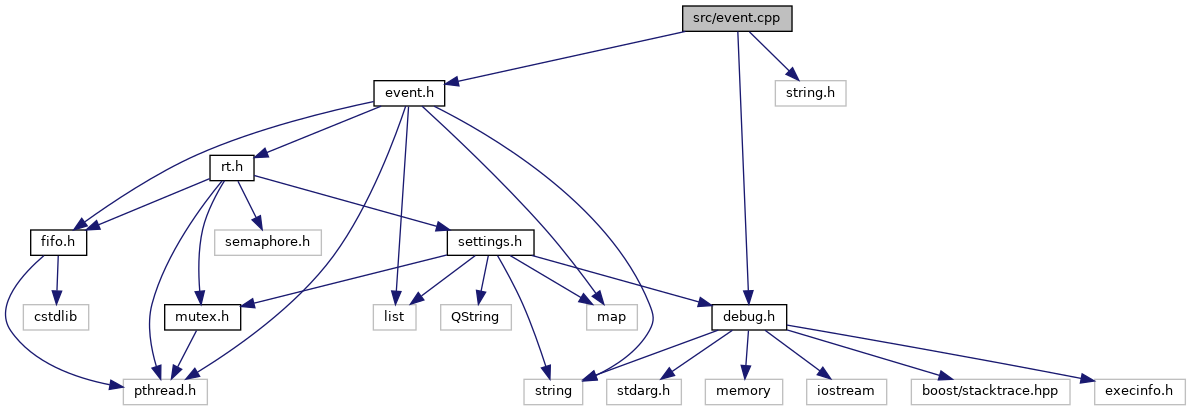 src/event.cpp
event.h
string.h
rt.h
fifo.h
semaphore.h
settings.h
cstdlib
mutex.h
list
QString
map
debug.h
pthread.h
string
stdarg.h
memory
iostream
boost/stacktrace.hpp
execinfo.h